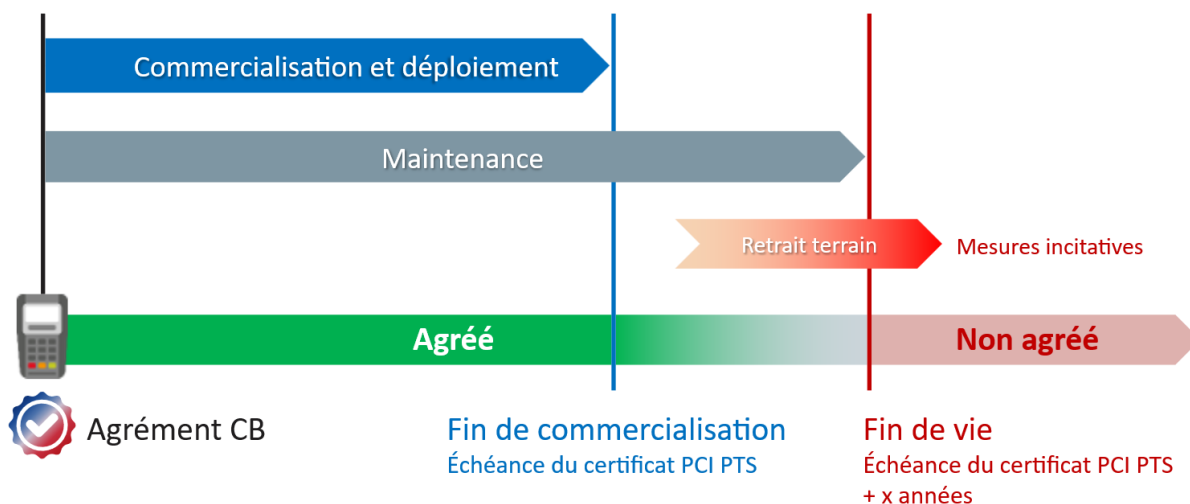 Commercialisation et déploiement
Maintenance
Retrait terrain
Mesures incitatives
Agréé
Non agréé
Agrément CB
Fin de commercialisation
Échéance du certificat PCI PTS
Fin de vie
Échéance du certificat PCI PTS
+ x années